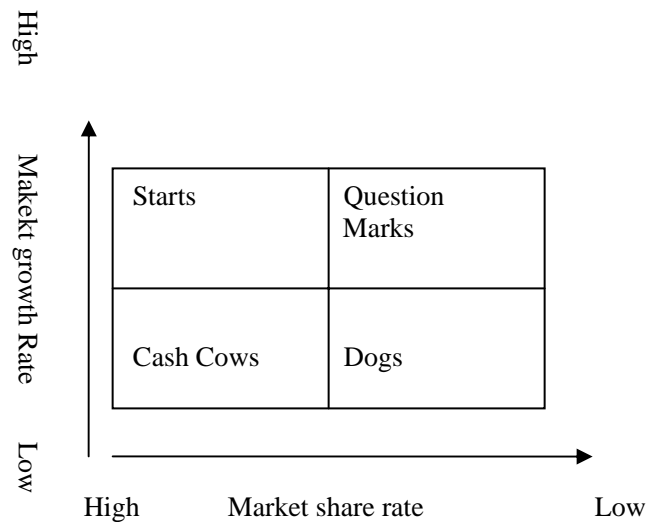 High
Makekt growth Rate
Low
Starts
Question
Marks
Cash Cows
Dogs
High
Market share rate
Low